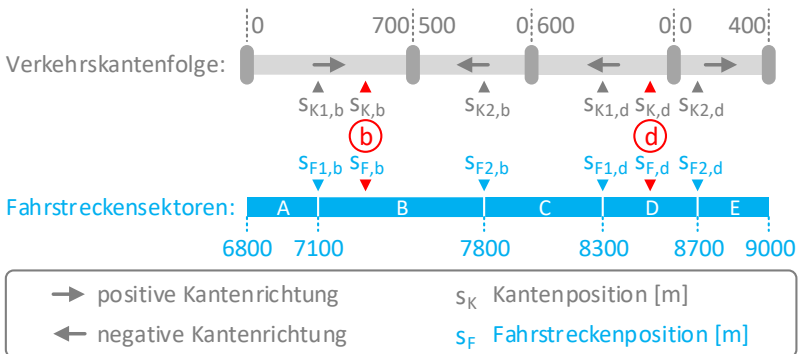 0 700 500 0 600 0 0 400
Verkehrskantenfolge:
sK1,b sK,b sK2,b sK1,d sK,d sK2,d
b d
sF1,b sF,b sF2,b sF1,d sF,d sF2,d
Fahrstreckensektoren: A B C D E
6800 7100 7800 8300 8700 9000
positive Kantenrichtung sK Kantenposition [m]
negative Kantenrichtung sF Fahrstreckenposition [m]